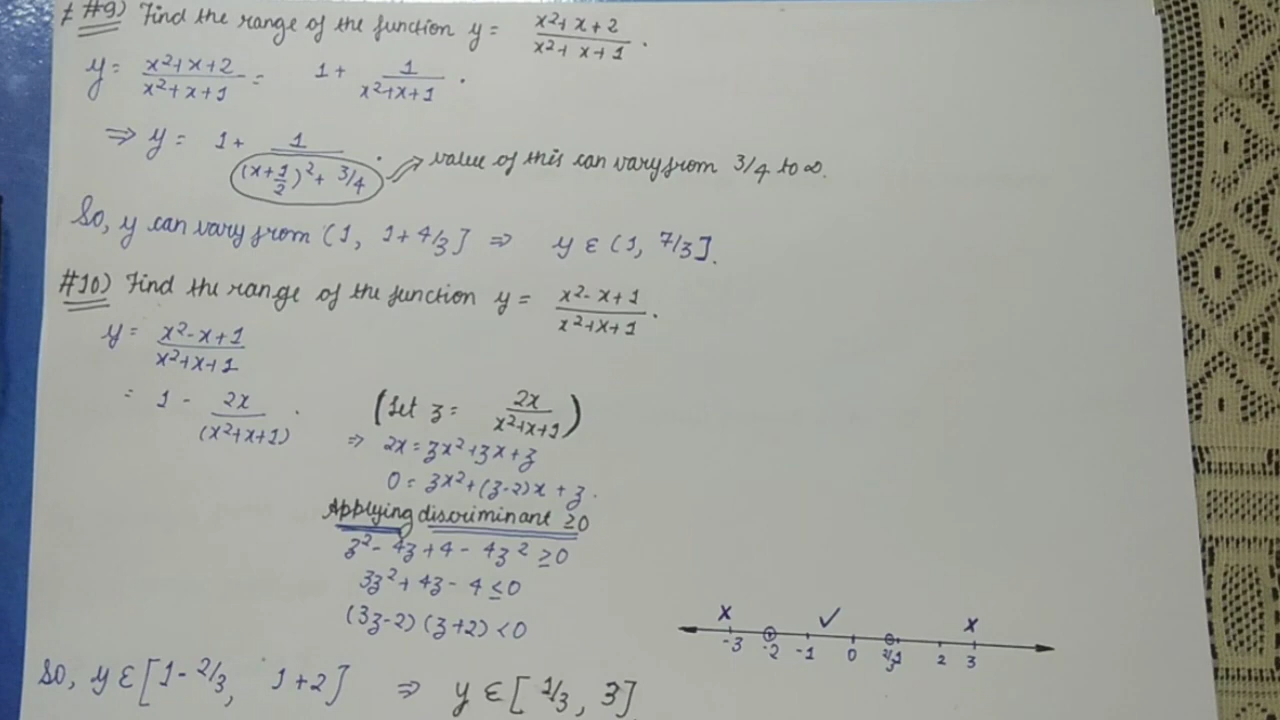 #9) Find the range of the function y = (x²+x+2)/(x²+x+1).
y = (x²+x+2)/(x²+x+1) = 1 + 1/(x²+x+1).
⇒ y = 1 + 1/((x+1/2)²+ 3/4). ⇒ value of this can vary from 3/4 to ∞.
So, y can vary from (1, 1+4/3] ⇒ y ε (1, 7/3].
#10) Find the range of the function y = (x²-x+1)/(x²+x+1).
y = (x²-x+1)/(x²+x+1)
= 1 - 2x/(x²+x+1). (Let z = 2x/(x²+x+1))
⇒ 2x = zx²+zx+z
0 = zx²+(z-2)x+z.
Applying discriminant ≥0
z²-4z+4-4z² ≥0
3z²+4z-4 ≤0
(3z-2)(z+2) <0
x ✓ x
-3 -2 -1 0 2/3 1 2 3
So, y ε [1-2/3, 1+2] ⇒ y ε [1/3, 3]